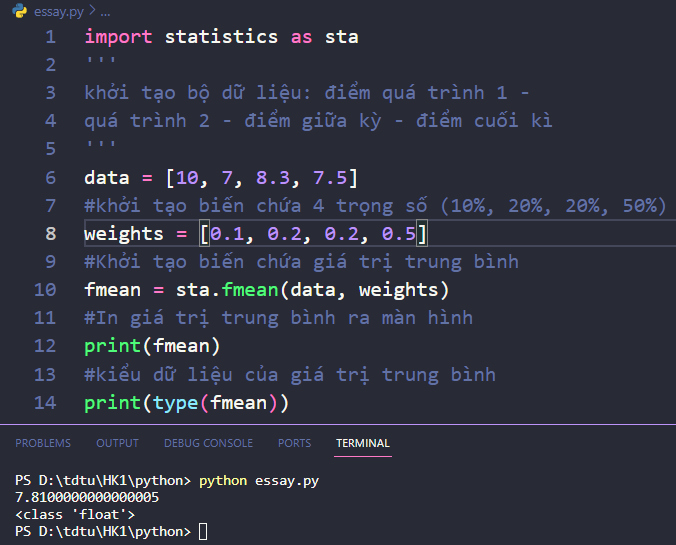 essay.py > ...
1 import statistics as sta
2 '''
3 khởi tạo bộ dữ liệu: điểm quá trình 1 -
4 quá trình 2 - điểm giữa kỳ - điểm cuối kì
5 '''
6 data = [10, 7, 8.3, 7.5]
7 #khởi tạo biến chứa 4 trọng số (10%, 20%, 20%, 50%)
8 weights = [0.1, 0.2, 0.2, 0.5]
9 #Khởi tạo biến chứa giá trị trung bình
10 fmean = sta.fmean(data, weights)
11 #In giá trị trung bình ra màn hình
12 print(fmean)
13 #kiểu dữ liệu của giá trị trung bình
14 print(type(fmean))
PROBLEMS OUTPUT DEBUG CONSOLE PORTS TERMINAL
PS D:\tdtu\HK1\python> python essay.py
7.8100000000000005
<class 'float'>
PS D:\tdtu\HK1\python>